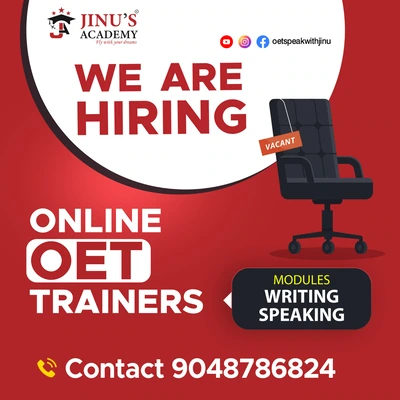 JINU'S
ACADEMY
Fly with your dreams
oetspeakwithjinu
WE ARE
HIRING
VACANT
ONLINE
OET
TRAINERS
MODULES
WRITING
SPEAKING
Contact 9048786824